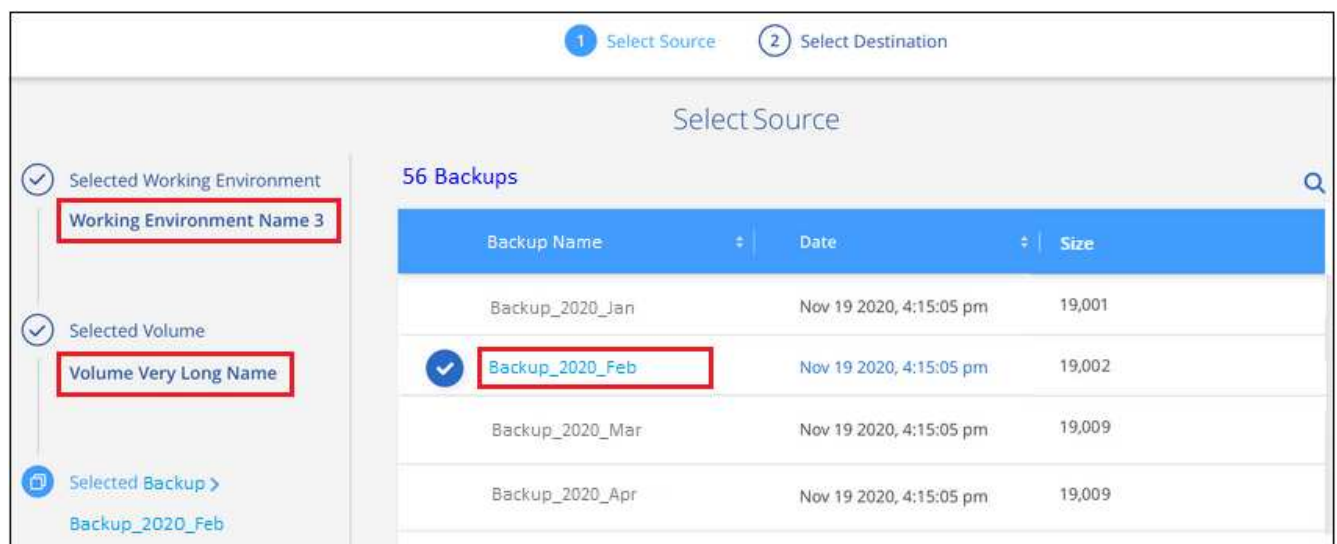 1 Select Source 2 Select Destination
Select Source
Selected Working Environment
Working Environment Name 3
Selected Volume
Volume Very Long Name
Selected Backup >
Backup_2020_Feb
56 Backups
Backup Name Date Size
Backup_2020_Jan Nov 19 2020, 4:15:05 pm 19,001
Backup_2020_Feb Nov 19 2020, 4:15:05 pm 19,002
Backup_2020_Mar Nov 19 2020, 4:15:05 pm 19,009
Backup_2020_Apr Nov 19 2020, 4:15:05 pm 19,009